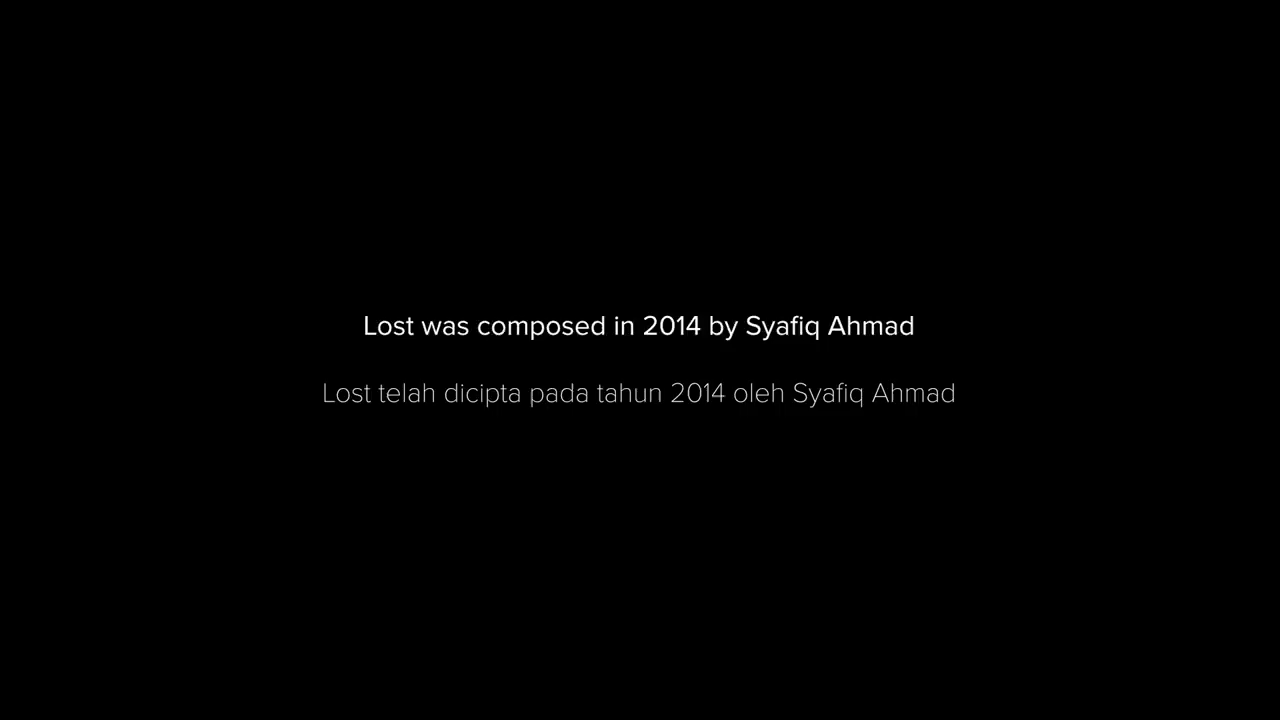 Lost was composed in 2014 by Syafiq Ahmad
Lost telah dicipta pada tahun 2014 oleh Syafiq Ahmad